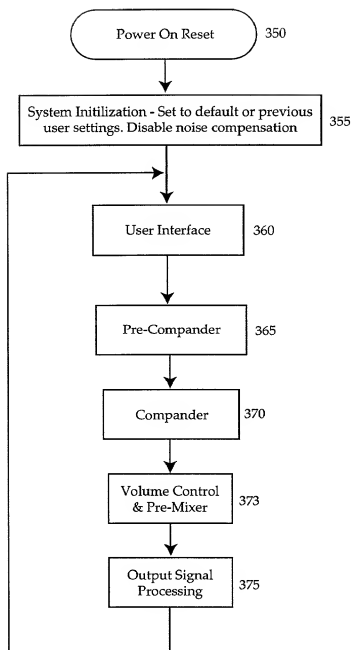 Power On Reset
350
System Initilization - Set to default or previous
user settings. Disable noise compensation
355
User Interface
360
Pre-Compander
365
Compander
370
Volume Control
& Pre-Mixer
373
Output Signal
Processing
375